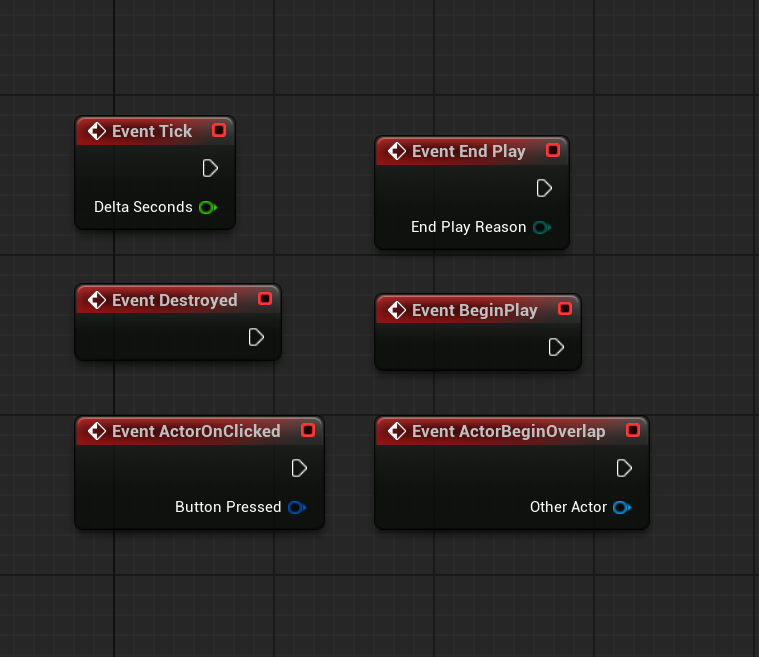 Event Tick
Delta Seconds
Event End Play
End Play Reason
Event Destroyed
Event BeginPlay
Event ActorOnClicked
Button Pressed
Event ActorBeginOverlap
Other Actor